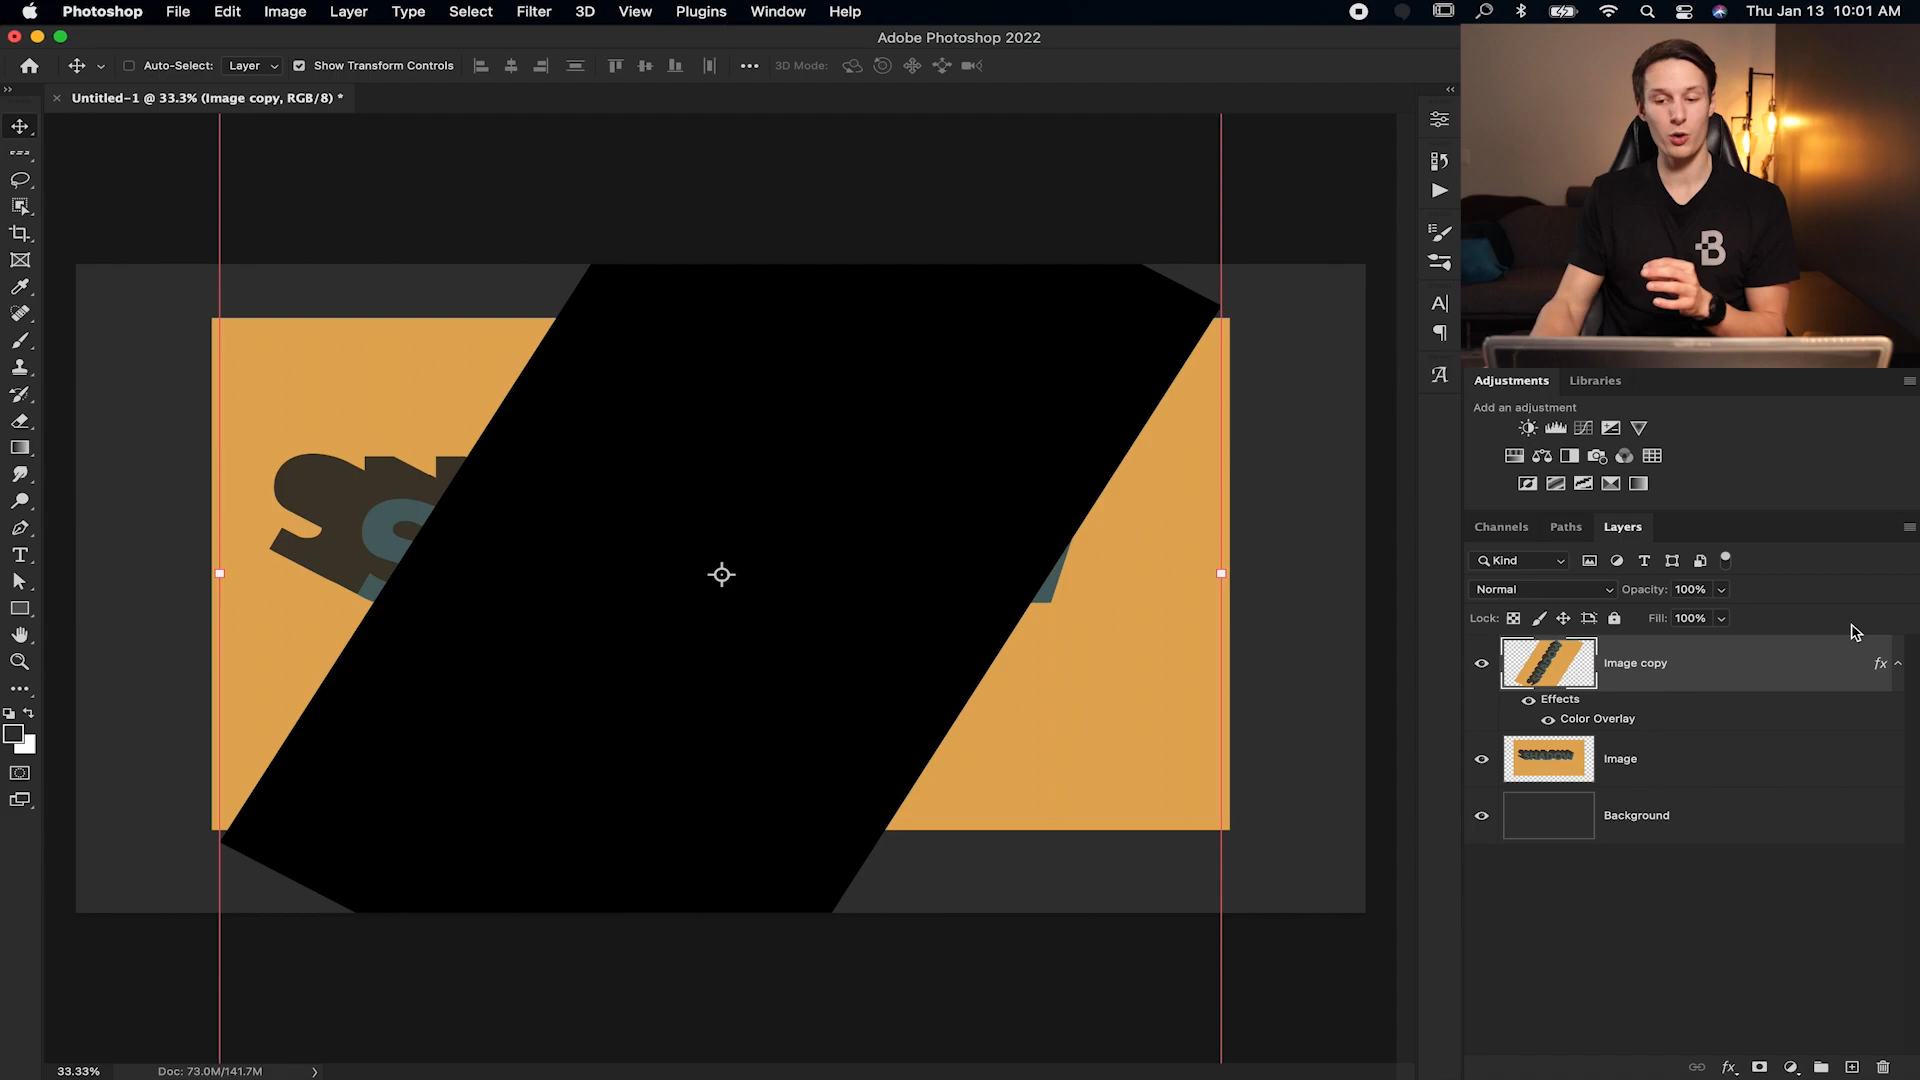 Photoshop File Edit Image Layer Type Select Filter 3D View Plugins Window Help Thu Jan 13 10:01 AM
Adobe Photoshop 2022
Auto-Select: Layer Show Transform Controls 3D Mode:
Untitled-1 @ 33.3% (Image copy, RGB/8) *
B
Adjustments Libraries
Add an adjustment
Channels Paths Layers
Kind
Normal Opacity: 100%
Lock: Fill: 100%
Image copy fx
Effects
Color Overlay
SHADOW
Image
Background
S
33.33% Doc: 73.0M/141.7M
fx